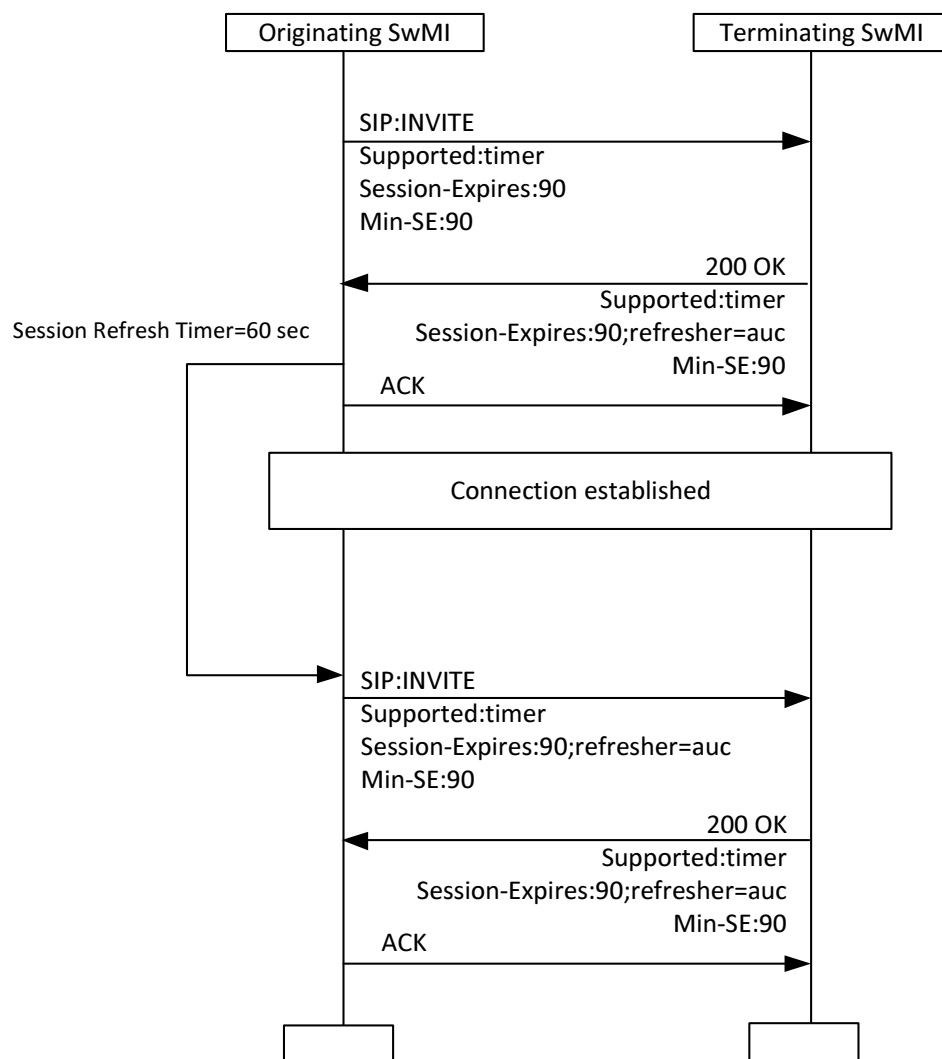 Originating SwMI
Terminating SwMI
SIP:INVITE
Supported:timer
Session-Expires:90
Min-SE:90
200 OK
Supported:timer
Session-Expires:90;refresher=auc
Min-SE:90
Session Refresh Timer=60 sec
ACK
Connection established
SIP:INVITE
Supported:timer
Session-Expires:90;refresher=auc
Min-SE:90
200 OK
Supported:timer
Session-Expires:90;refresher=auc
Min-SE:90
ACK